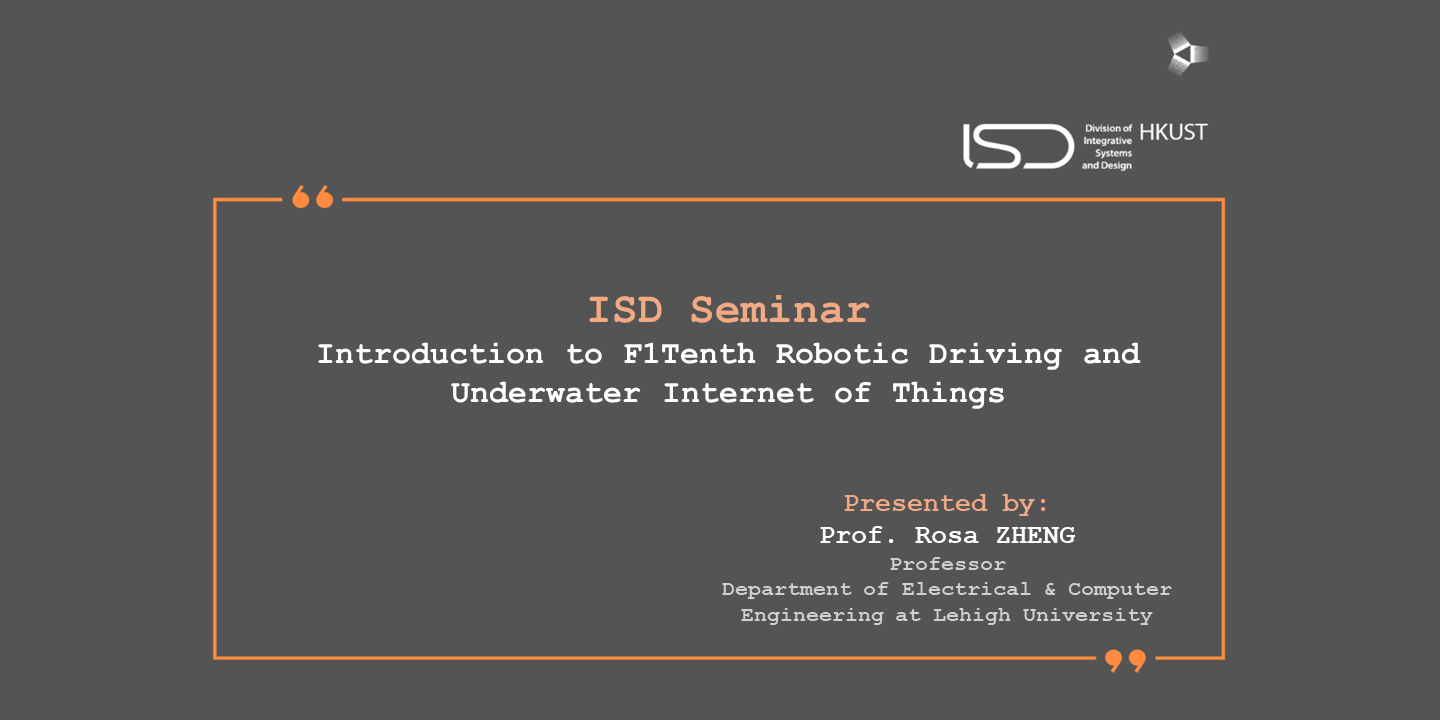 ISD
Division of
Integrative
Systems
and Design
HKUST
ISD Seminar
Introduction to F1Tenth Robotic Driving and
Underwater Internet of Things
Presented by:
Prof. Rosa ZHENG
Professor
Department of Electrical & Computer
Engineering at Lehigh University